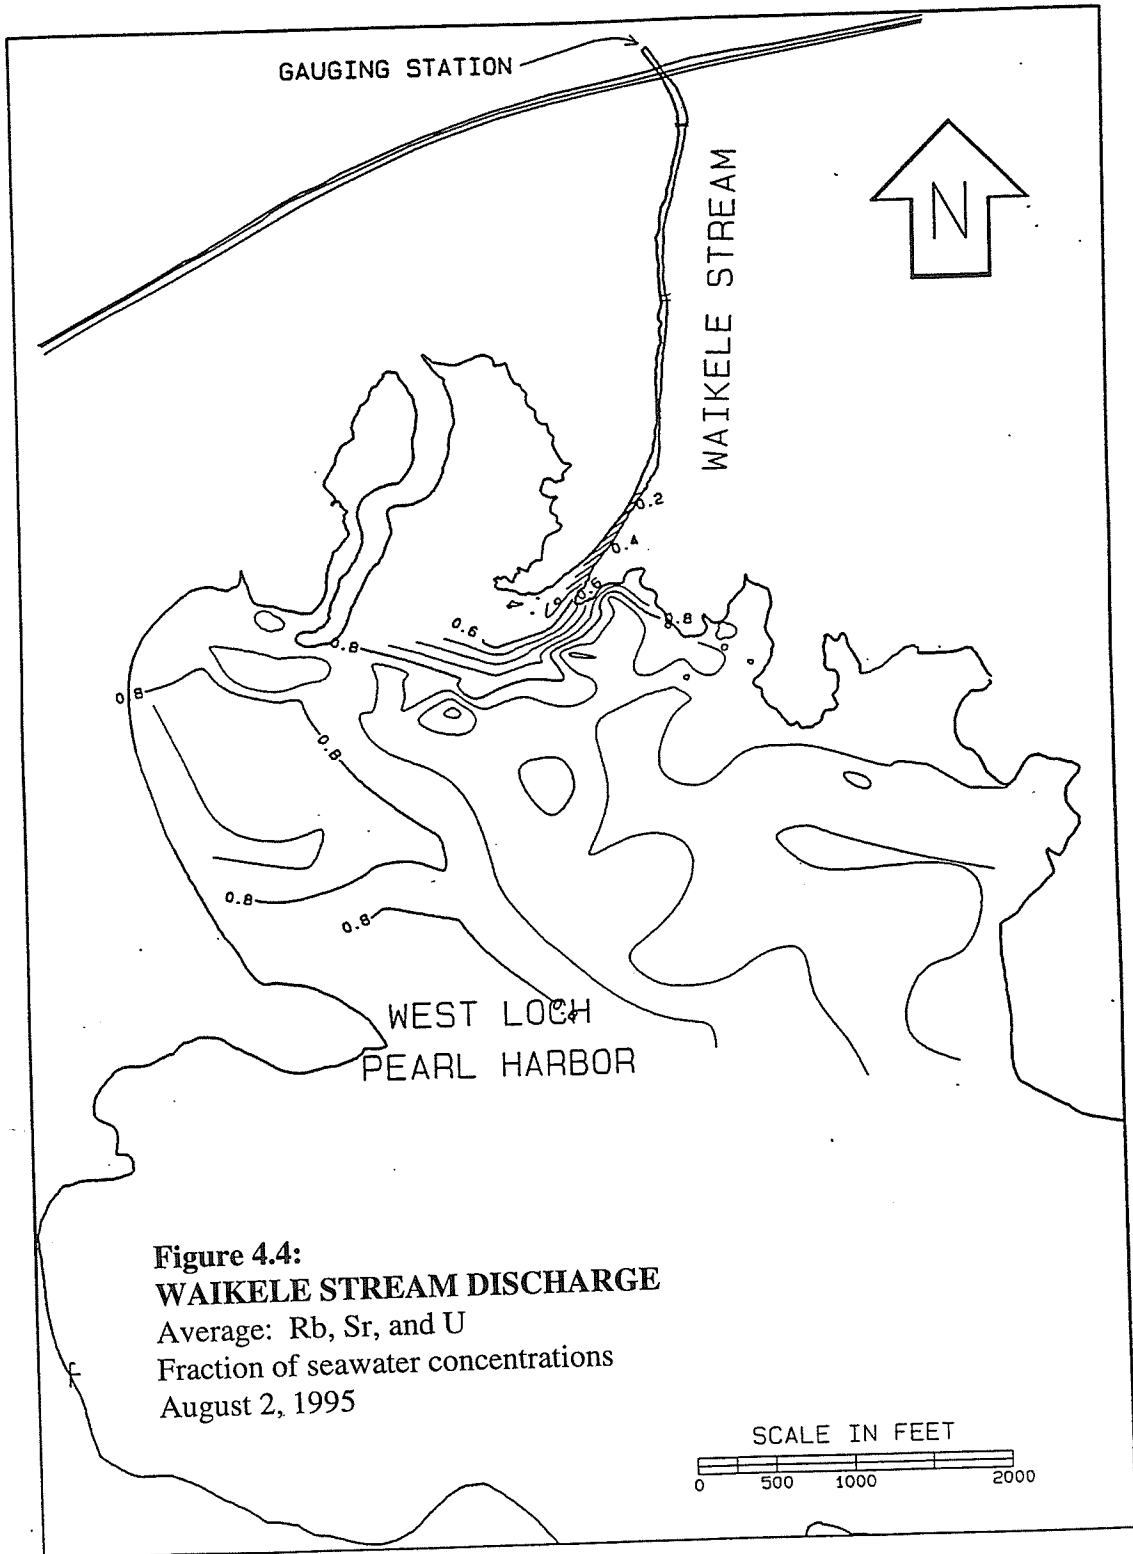 GAUGING STATION
N
WAIKELE STREAM
0.2
0.4
0.6
0.6
0.8
0.8
0.8
0.8
0.8
0.8
WEST LOCH
PEARL HARBOR
Figure 4.4:
WAIKELE STREAM DISCHARGE
Average: Rb, Sr, and U
Fraction of seawater concentrations
August 2, 1995
SCALE IN FEET
0 500 1000 2000